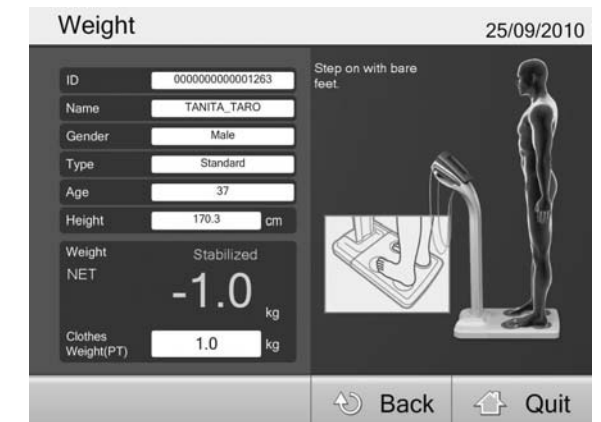 Weight
25/09/2010
ID 0000000000001263
Name TANITA_TARO
Gender Male
Type Standard
Age 37
Height 170.3 cm
Weight Stabilized
NET
-1.0 kg
Clothes
Weight(PT) 1.0 kg
Step on with bare
feet.
Back
Quit